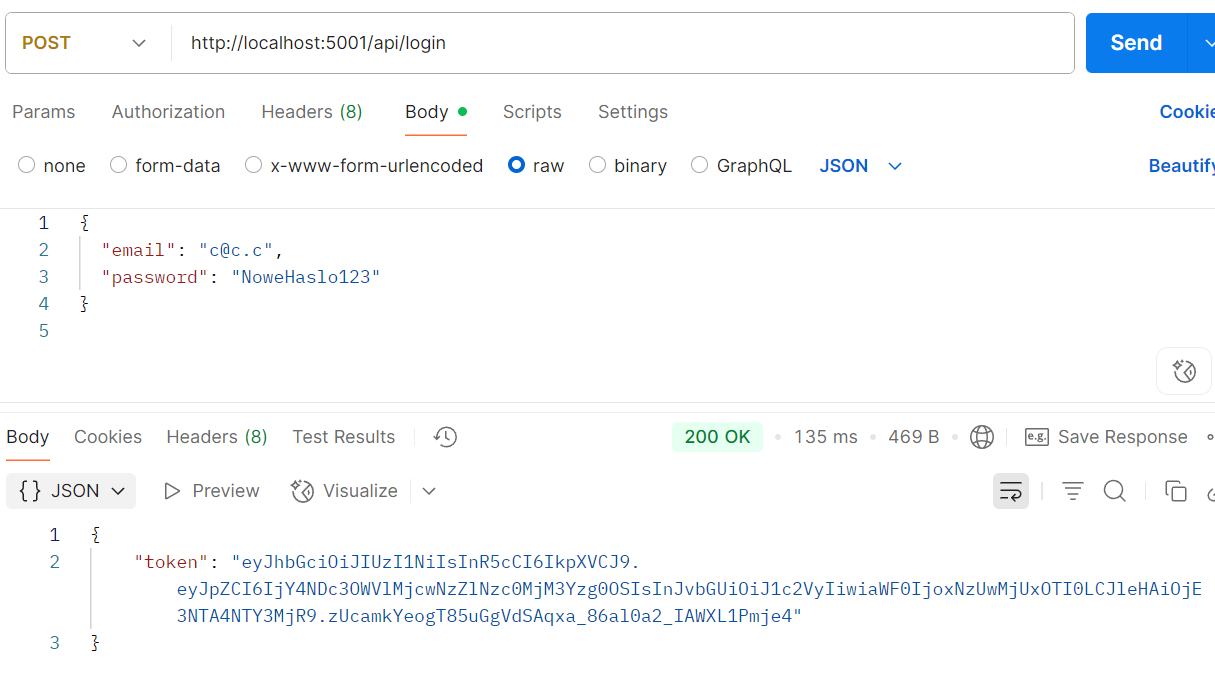 POST http://localhost:5001/api/login Send
Params Authorization Headers (8) Body Scripts Settings Cookie
none form-data x-www-form-urlencoded raw binary GraphQL JSON Beautify
1 {
2 "email": "c@c.c",
3 "password": "NoweHaslo123"
4 }
5
Body Cookies Headers (8) Test Results 200 OK 135 ms 469 B e.g. Save Response
{} JSON Preview Visualize
1 {
2 "token": "eyJhbGciOiJIUzI1NiIsInR5cCI6IkpXVCJ9.
eyJpZCI6IjY4NDc3OWVlMjcwNzZlNzc0MjM3Yzg0OSIsInJvbGUiOiJ1c2VyIiwiaWF0IjoxNzUwMjUxOTI0LCJleHAiOjE
3NTA4NTY3MjR9.zUcamkYeogT85uGgVdSAqxa_86al0a2_IAWXL1Pmje4"
3 }